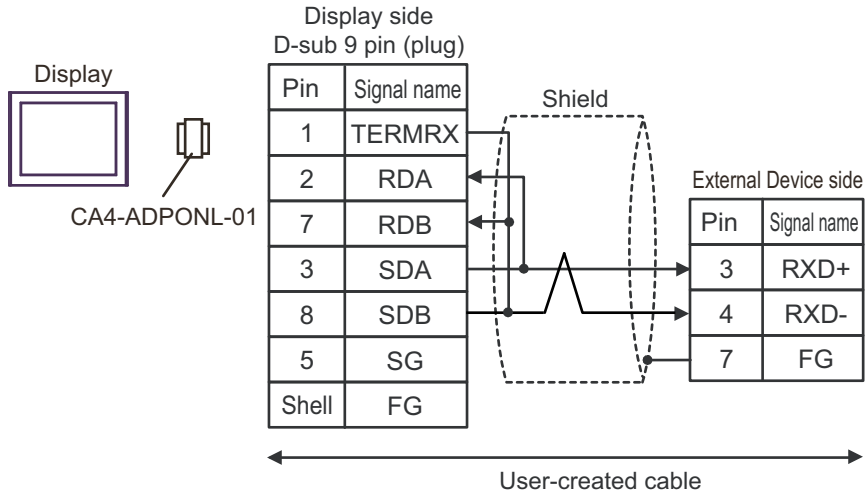 Display side
D-sub 9 pin (plug)
Display
CA4-ADPONL-01
Pin Signal name
1 TERMRX
2 RDA
7 RDB
3 SDA
8 SDB
5 SG
Shell FG
Shield
External Device side
Pin Signal name
3 RXD+
4 RXD-
7 FG
User-created cable